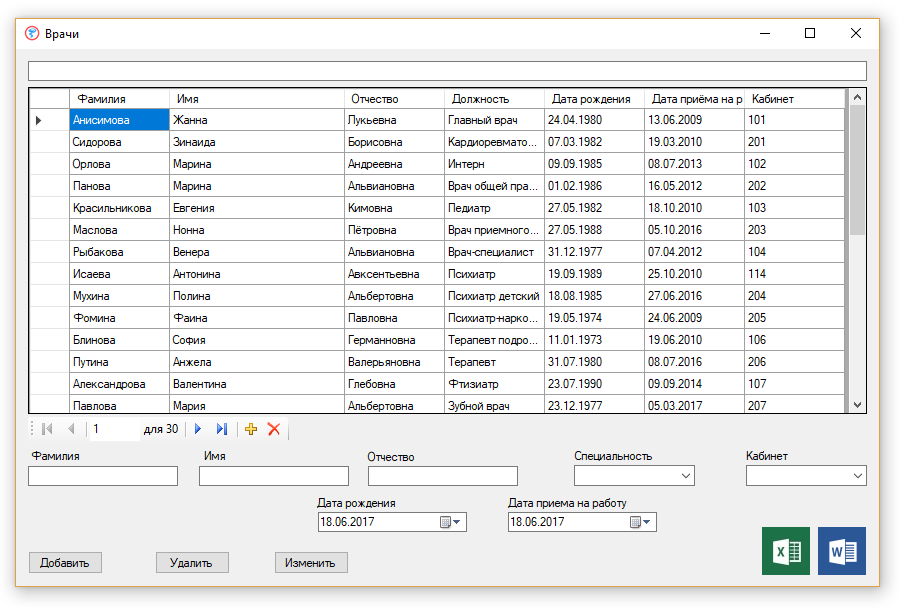 Врачи
Фамилия Имя Отчество Должность Дата рождения Дата приёма на р Кабинет
Анисимова Жанна Лукьевна Главный врач 24.04.1980 13.06.2009 101
Сидорова Зинаида Борисовна Кардиоревмато... 07.03.1982 19.03.2010 201
Орлова Марина Андреевна Интерн 09.09.1985 08.07.2013 102
Панова Марина Альвиановна Врач общей пра... 01.02.1986 16.05.2012 202
Красильникова Евгения Кимовна Педиатр 27.05.1982 18.10.2010 103
Маслова Нонна Пётровна Врач приемного... 27.05.1988 05.10.2016 203
Рыбакова Венера Альвиановна Врач-специалист 31.12.1977 07.04.2012 104
Исаева Антонина Авксентьевна Психиатр 19.09.1989 25.10.2010 114
Мухина Полина Альбертовна Психиатр детский 18.08.1985 27.06.2016 204
Фомина Фаина Павловна Психиатр-нарко... 19.05.1974 24.06.2009 205
Блинова София Германновна Терапевт подро... 11.01.1973 19.06.2010 106
Путина Анжела Валерьяновна Терапевт 31.07.1980 08.07.2016 206
Александрова Валентина Глебовна Фтизиатр 23.07.1990 09.09.2014 107
Павлова Мария Альбертовна Зубной врач 23.12.1977 05.03.2017 207
1 для 30
Фамилия Имя Отчество Специальность Кабинет
Дата рождения Дата приема на работу
18.06.2017 18.06.2017
Добавить Удалить Изменить
X W